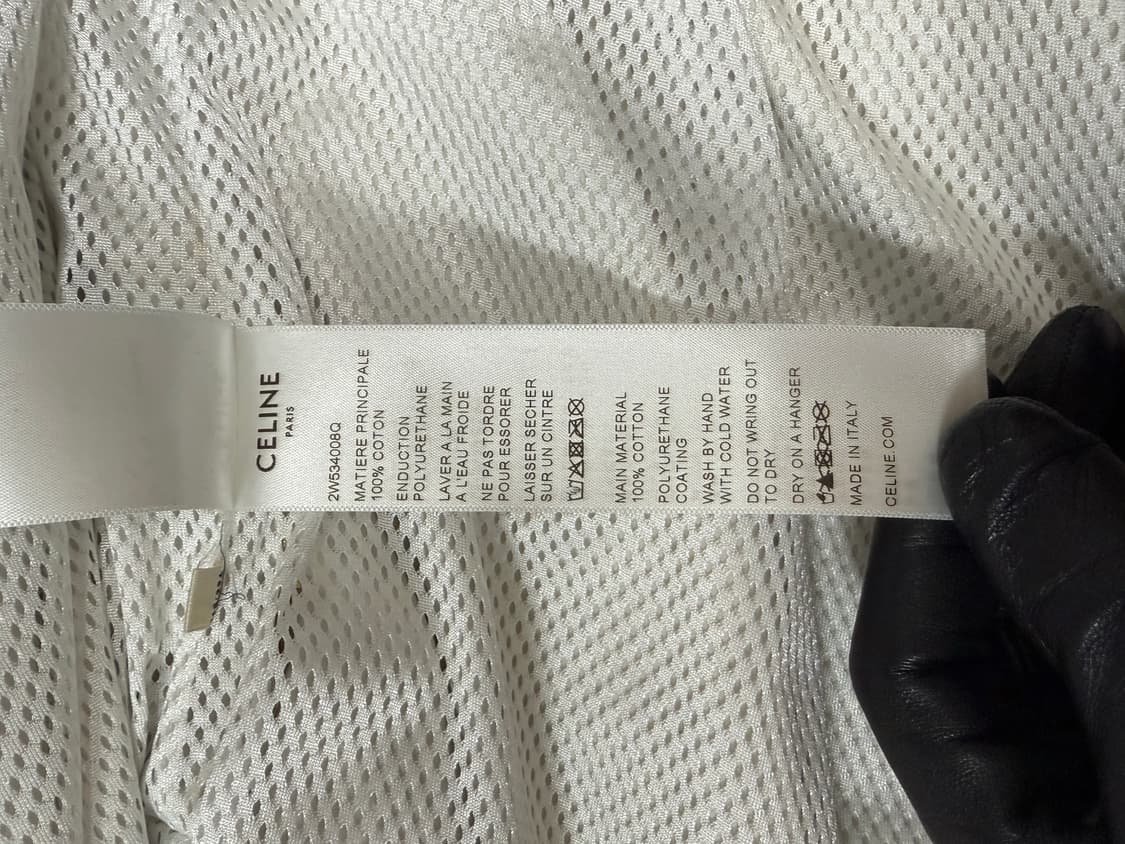 CELINE
PARIS
2W534008Q
MATIERE PRINCIPALE
100% COTON
ENDUCTION
POLYURETHANE
LAVER A LA MAIN
A L'EAU FROIDE
NE PAS TORDRE
POUR ESSORER
LAISSER SECHER
SUR UN CINTRE
MAIN MATERIAL
100% COTTON
POLYURETHANE
COATING
WASH BY HAND
WITH COLD WATER
DO NOT WRING OUT
TO DRY
DRY ON A HANGER
MADE IN ITALY
CELINE.COM